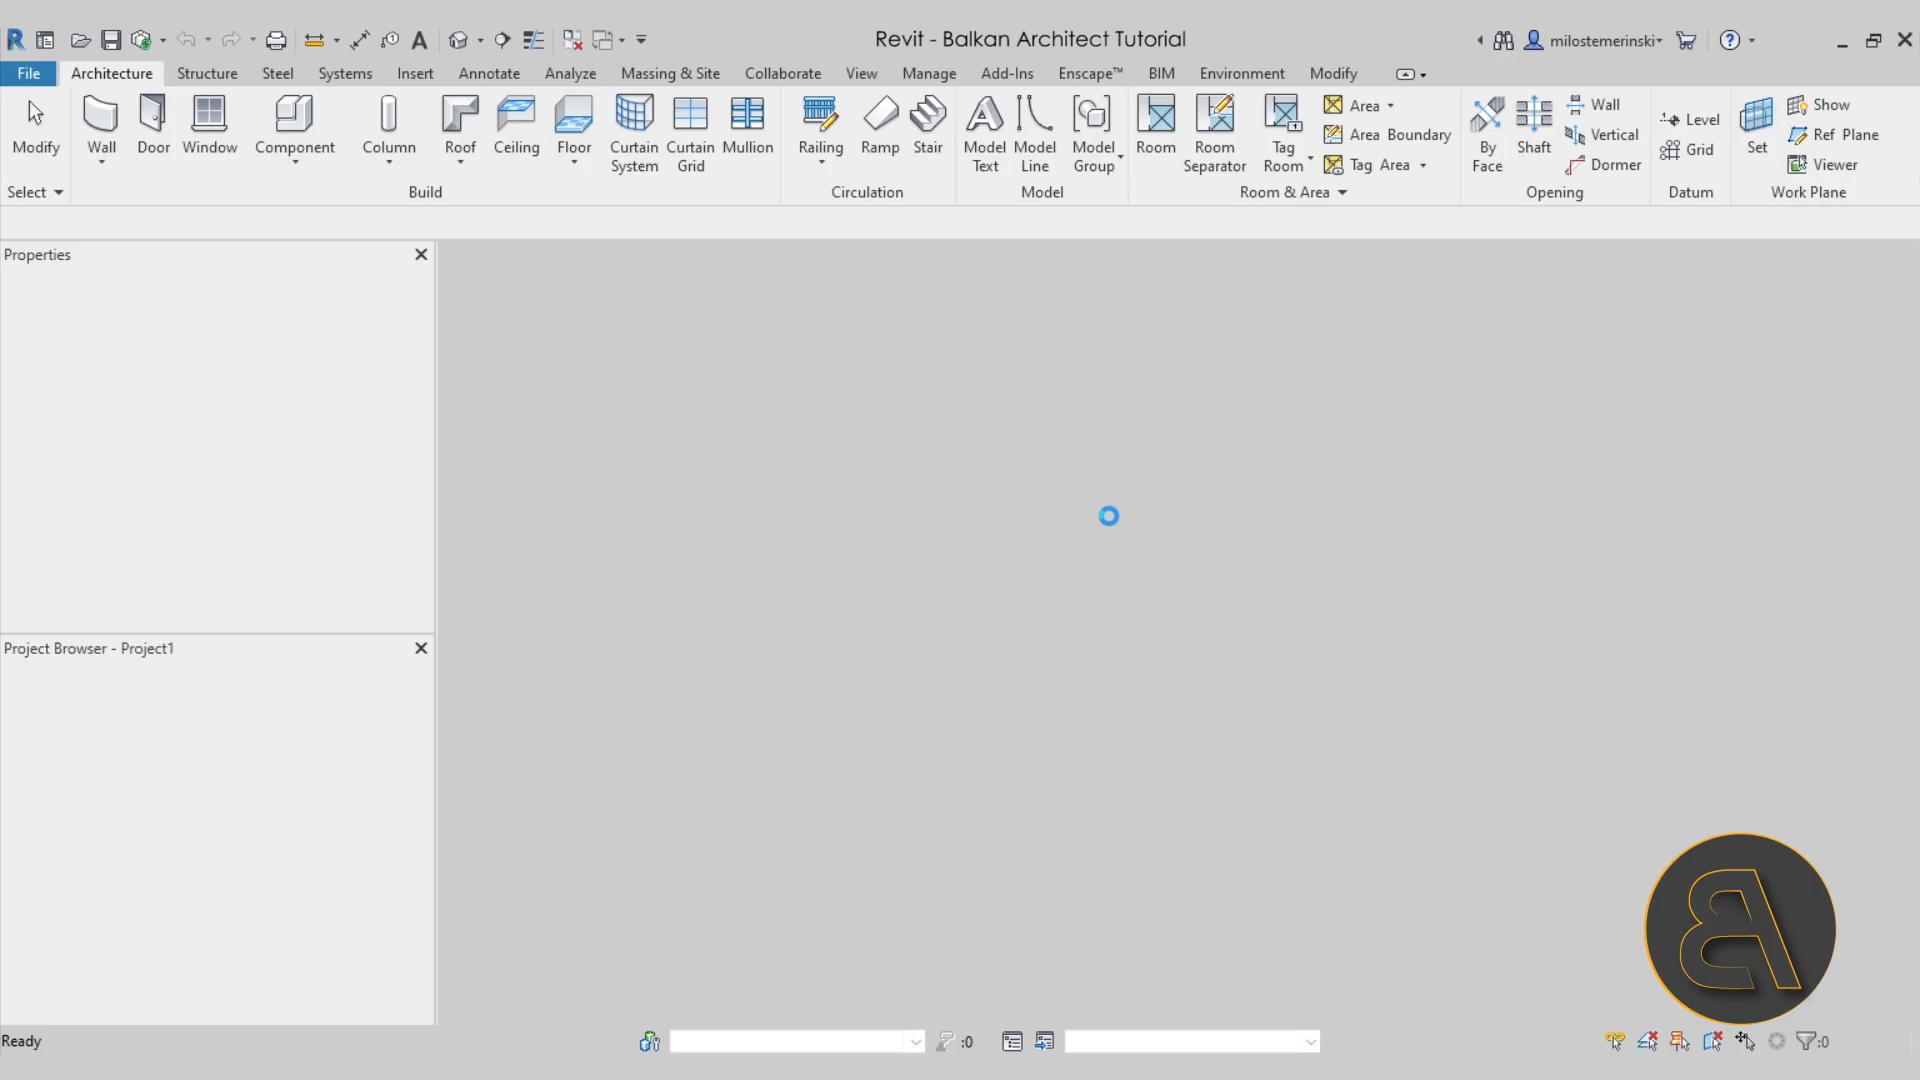 Revit - Balkan Architect Tutorial
milostemerinski
File Architecture Structure Steel Systems Insert Annotate Analyze Massing & Site Collaborate View Manage Add-Ins Enscape™ BIM Environment Modify
Modify Wall Door Window Component Column Roof Ceiling Floor Curtain System Curtain Grid Mullion Railing Ramp Stair Model Text Model Line Model Group Room Room Separator Tag Room
Area
Area Boundary
Tag Area
By Face Shaft
Wall
Vertical
Dormer
Level
Grid
Set
Show
Ref Plane
Viewer
Select Build Circulation Model Room & Area Opening Datum Work Plane
Properties
Project Browser - Project1
Ready
:0
:0